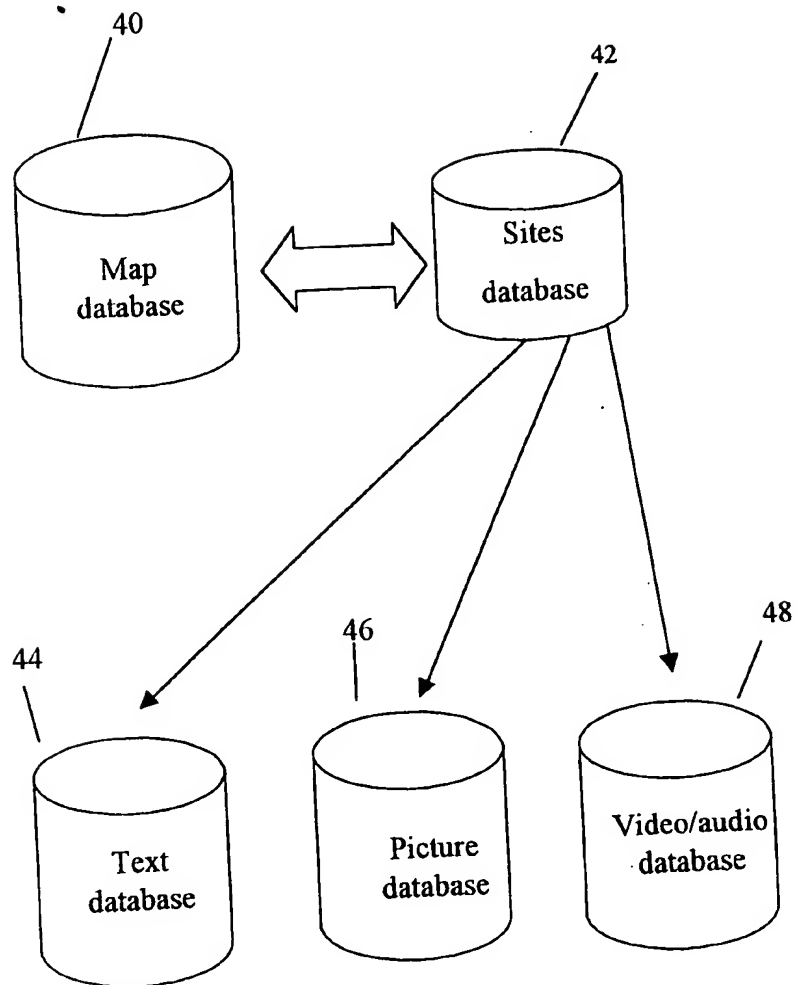 40
42
Map
database
Sites
database
44
46
48
Text
database
Picture
database
Video/audio
database